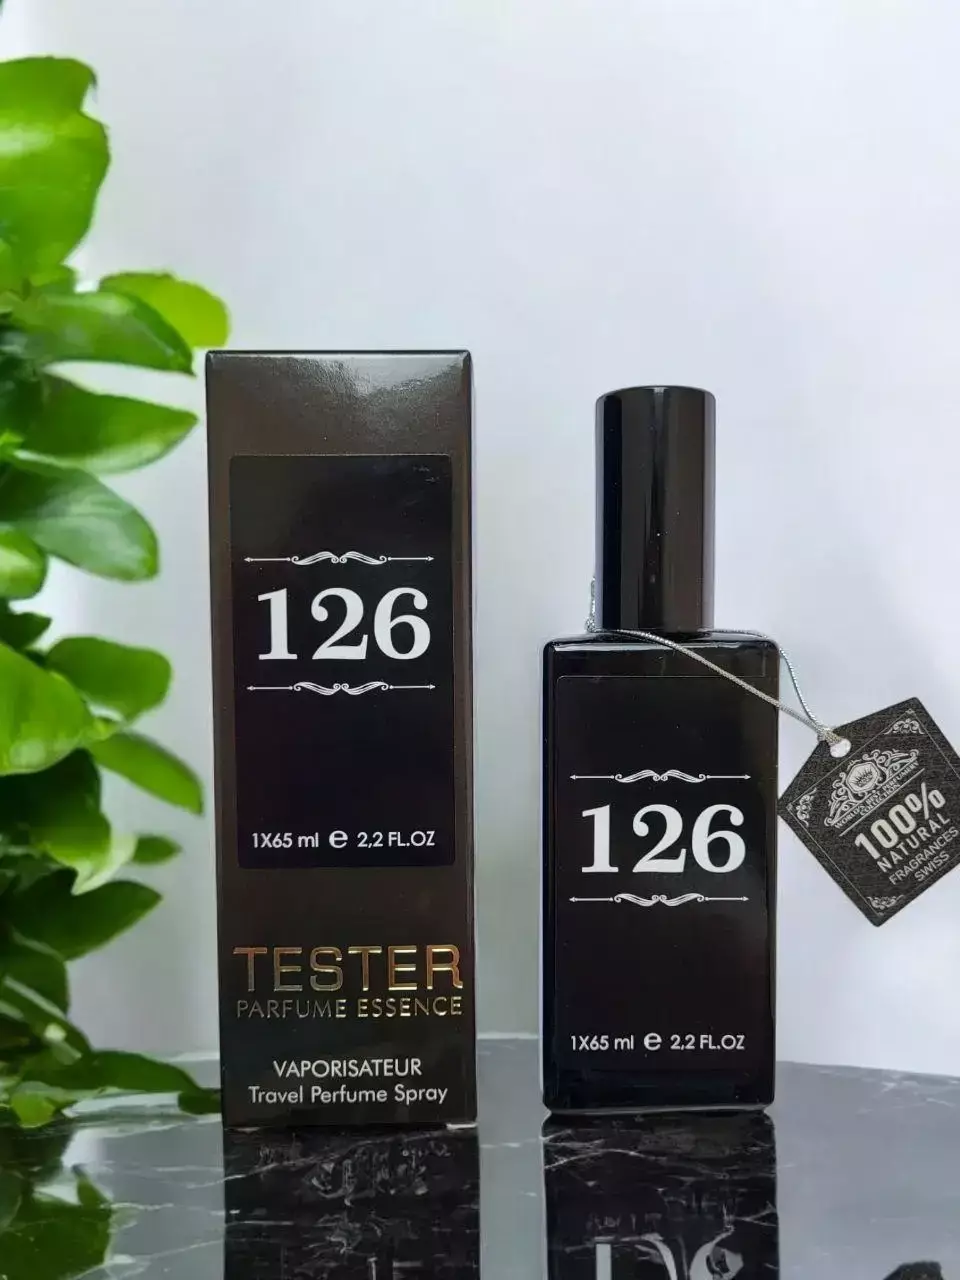 126
1X65 ml e 2,2 FL.OZ
TESTER
PARFUME ESSENCE
VAPORISATEUR
Travel Perfume Spray
126
1X65 ml e 2,2 FL.OZ
100%
NATURAL
FRAGRANCES
SWISS